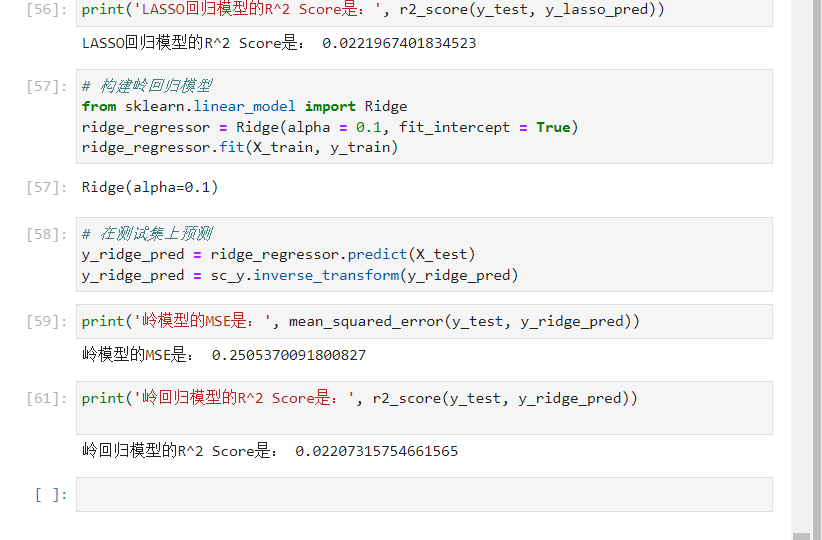 [56]: print('LASSO回归模型的R^2 Score是：', r2_score(y_test, y_lasso_pred))
LASSO回归模型的R^2 Score是： 0.0221967401834523
[57]: # 构建岭回归模型
from sklearn.linear_model import Ridge
ridge_regressor = Ridge(alpha = 0.1, fit_intercept = True)
ridge_regressor.fit(X_train, y_train)
[57]: Ridge(alpha=0.1)
[58]: # 在测试集上预测
y_ridge_pred = ridge_regressor.predict(X_test)
y_ridge_pred = sc_y.inverse_transform(y_ridge_pred)
[59]: print('岭模型的MSE是：', mean_squared_error(y_test, y_ridge_pred))
岭模型的MSE是： 0.2505370091800827
[61]: print('岭回归模型的R^2 Score是：', r2_score(y_test, y_ridge_pred))
岭回归模型的R^2 Score是： 0.02207315754661565
[ ]: